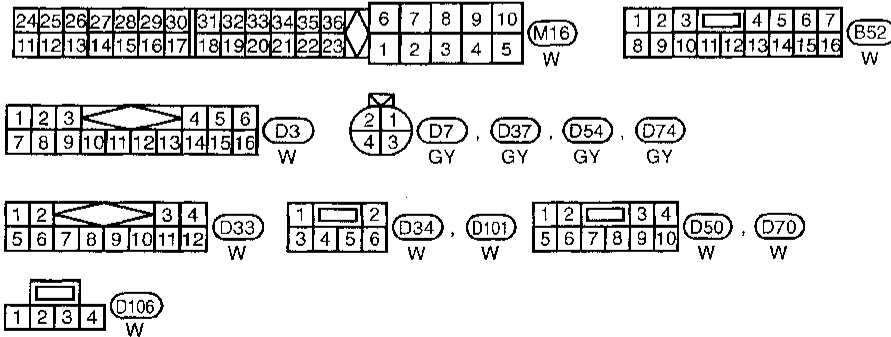 24 25 26 27 28 29 30 31 32 33 34 35 36 6 7 8 9 10
11 12 13 14 15 16 17 18 19 20 21 22 23 1 2 3 4 5
M16
W
1 2 3 4 5 6 7
8 9 10 11 12 13 14 15 16
B52
W
1 2 3 4 5 6
7 8 9 10 11 12 13 14 15 16
D3
W
2 1
4 3
D7 , D37 , D54 , D74
GY GY GY GY
1 2 3 4
5 6 7 8 9 10 11 12
D33
W
1 2
3 4 5 6
D34 , D101
W W
1 2 3 4
5 6 7 8 9 10
D50 , D70
W W
1 2 3 4
D106
W